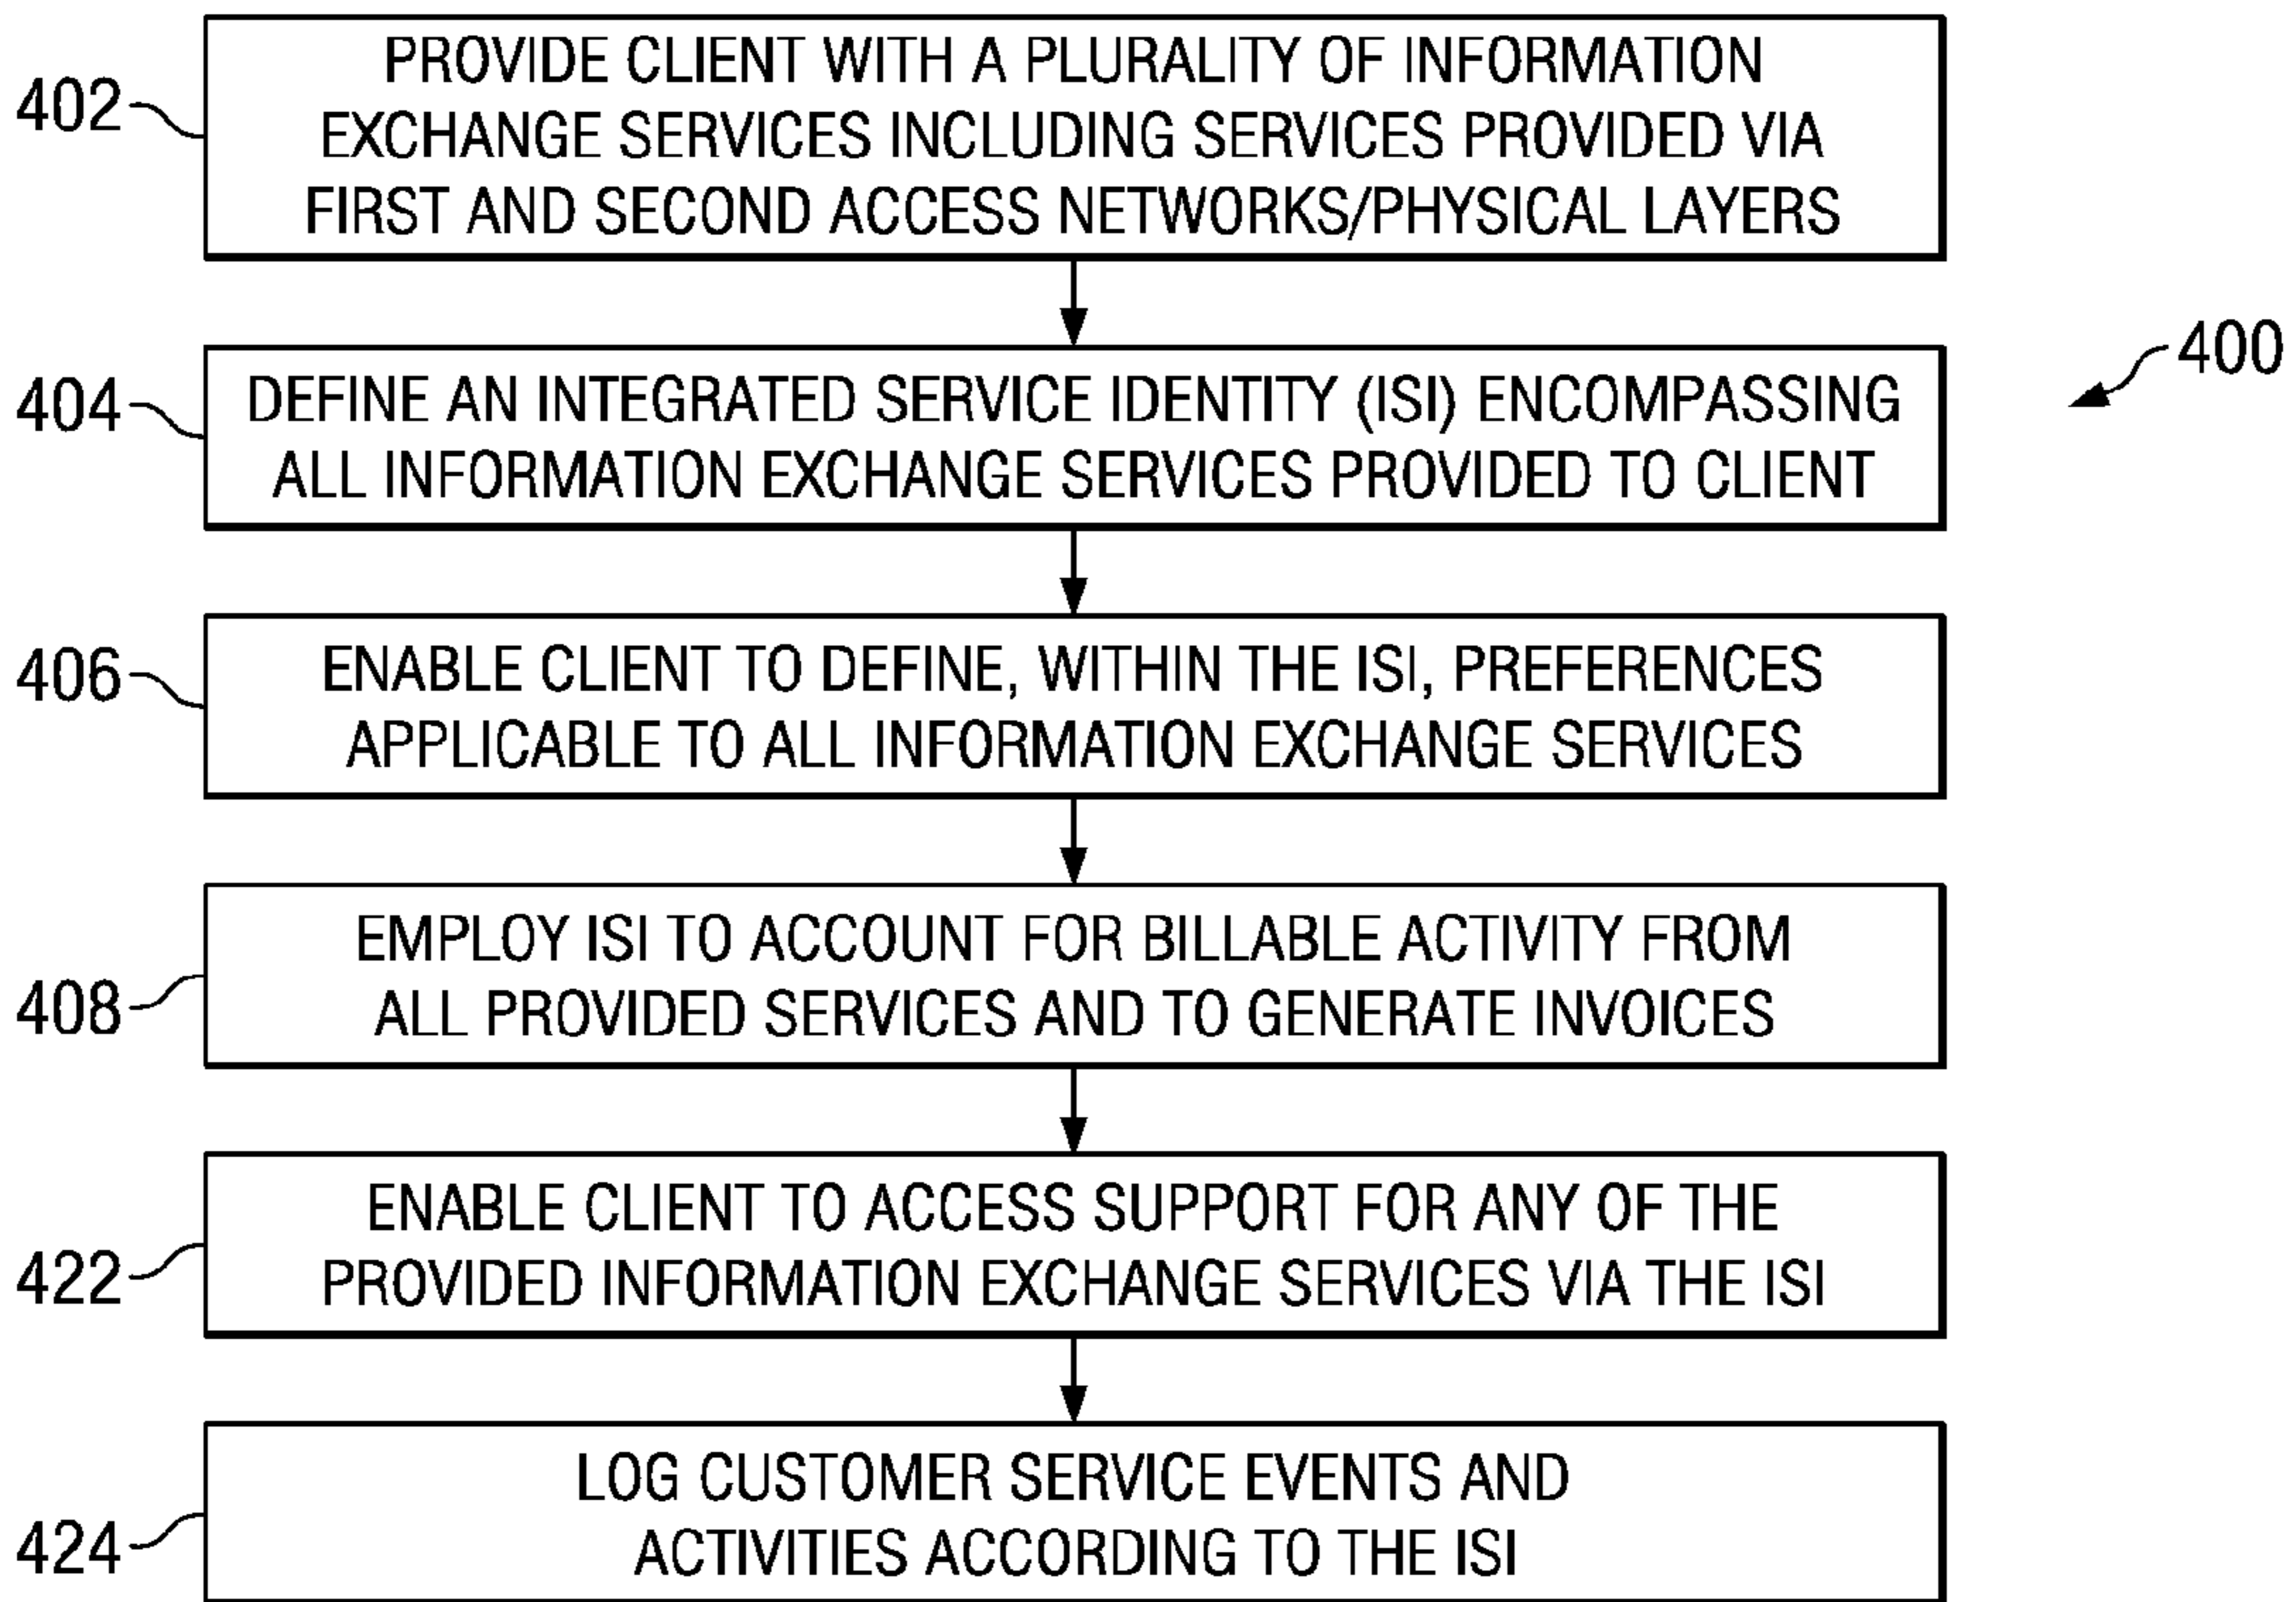 402
PROVIDE CLIENT WITH A PLURALITY OF INFORMATION
EXCHANGE SERVICES INCLUDING SERVICES PROVIDED VIA
FIRST AND SECOND ACCESS NETWORKS/PHYSICAL LAYERS
400
404
DEFINE AN INTEGRATED SERVICE IDENTITY (ISI) ENCOMPASSING
ALL INFORMATION EXCHANGE SERVICES PROVIDED TO CLIENT
406
ENABLE CLIENT TO DEFINE, WITHIN THE ISI, PREFERENCES
APPLICABLE TO ALL INFORMATION EXCHANGE SERVICES
408
EMPLOY ISI TO ACCOUNT FOR BILLABLE ACTIVITY FROM
ALL PROVIDED SERVICES AND TO GENERATE INVOICES
422
ENABLE CLIENT TO ACCESS SUPPORT FOR ANY OF THE
PROVIDED INFORMATION EXCHANGE SERVICES VIA THE ISI
424
LOG CUSTOMER SERVICE EVENTS AND
ACTIVITIES ACCORDING TO THE ISI